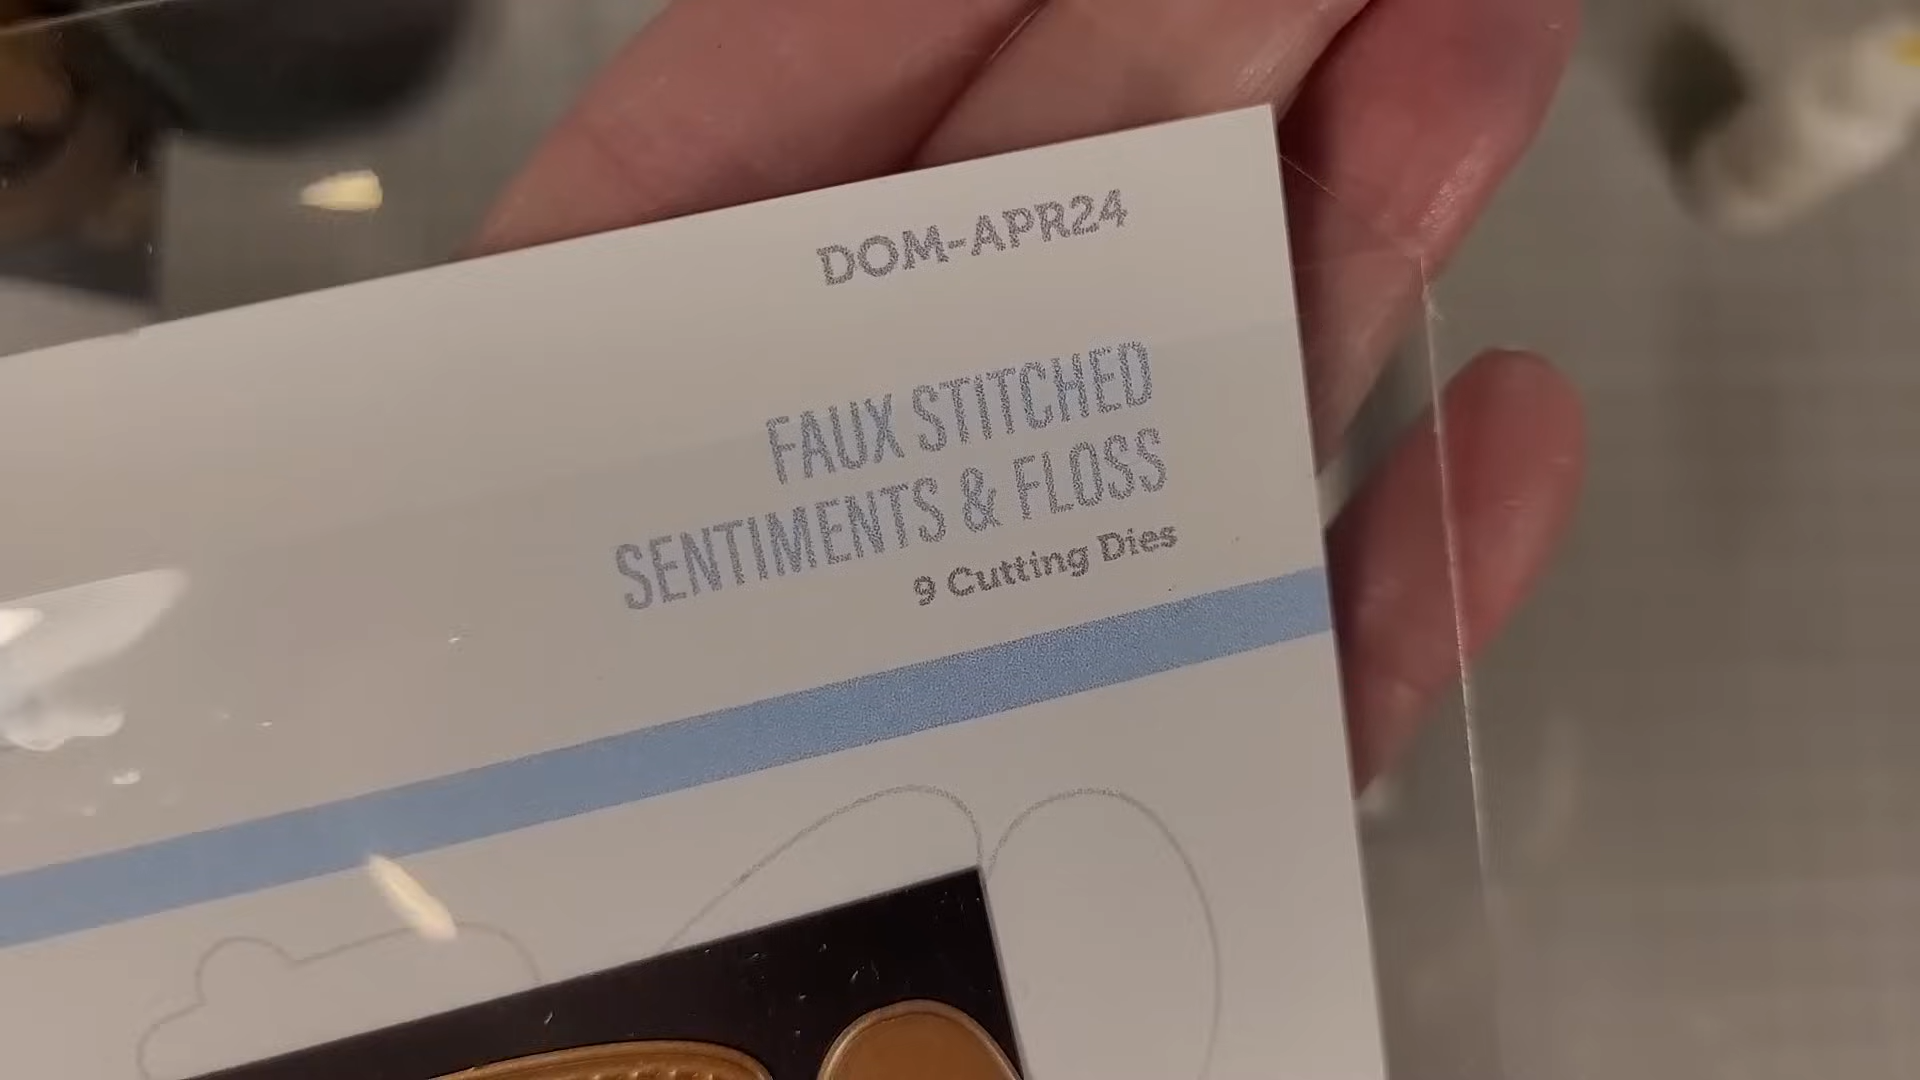 DOM-APR24
FAUX STITCHED
SENTIMENTS & FLOSS
9 Cutting Dies